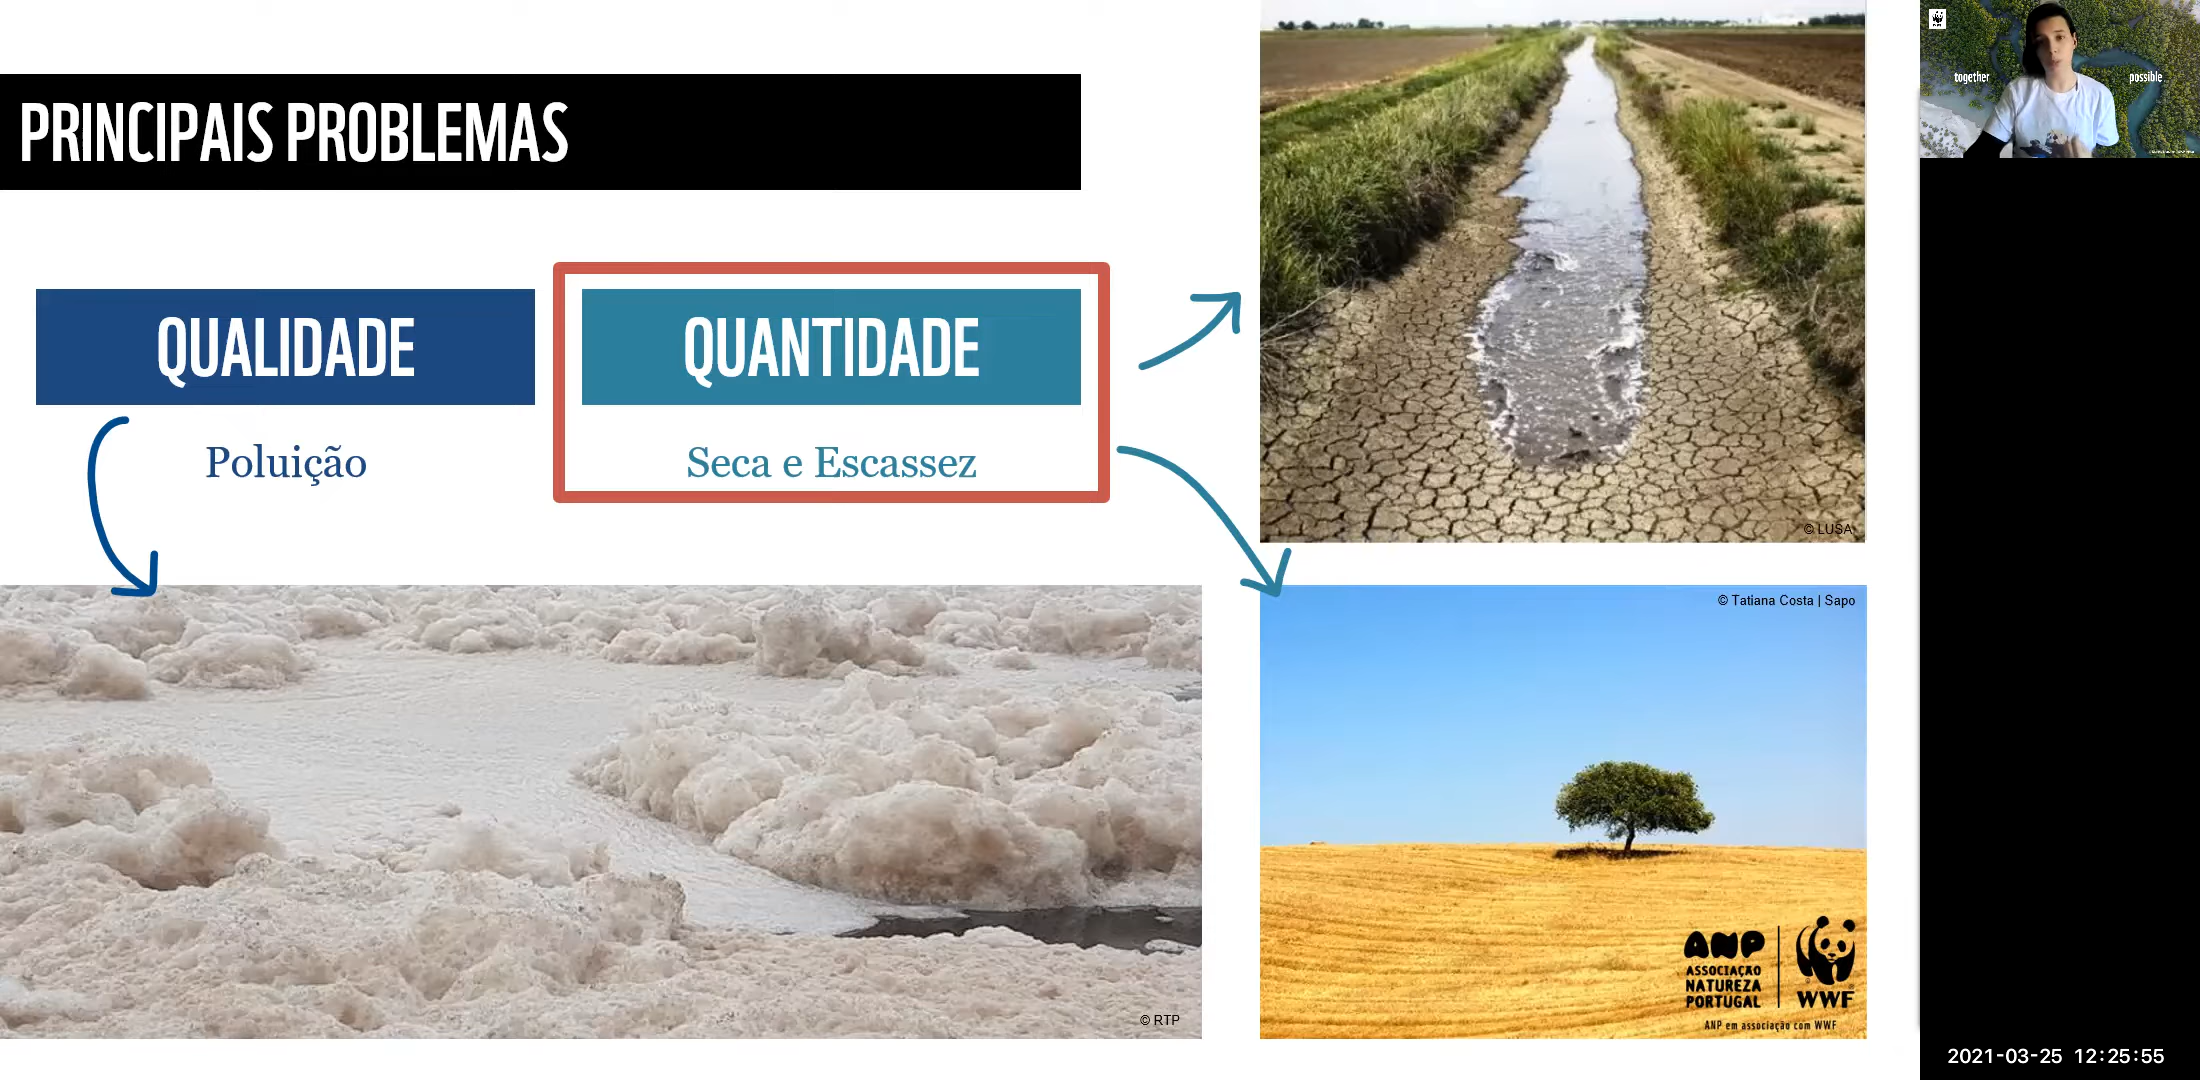 PRINCIPAIS PROBLEMAS
QUALIDADE
Poluição
QUANTIDADE
Seca e Escassez
© LUSA
© RTP
© Tatiana Costa | Sapo
ANP
ASSOCIAÇÃO
NATUREZA
PORTUGAL
WWF
ANP em associação com WWF
together
possible
2021-03-25 12:25:55